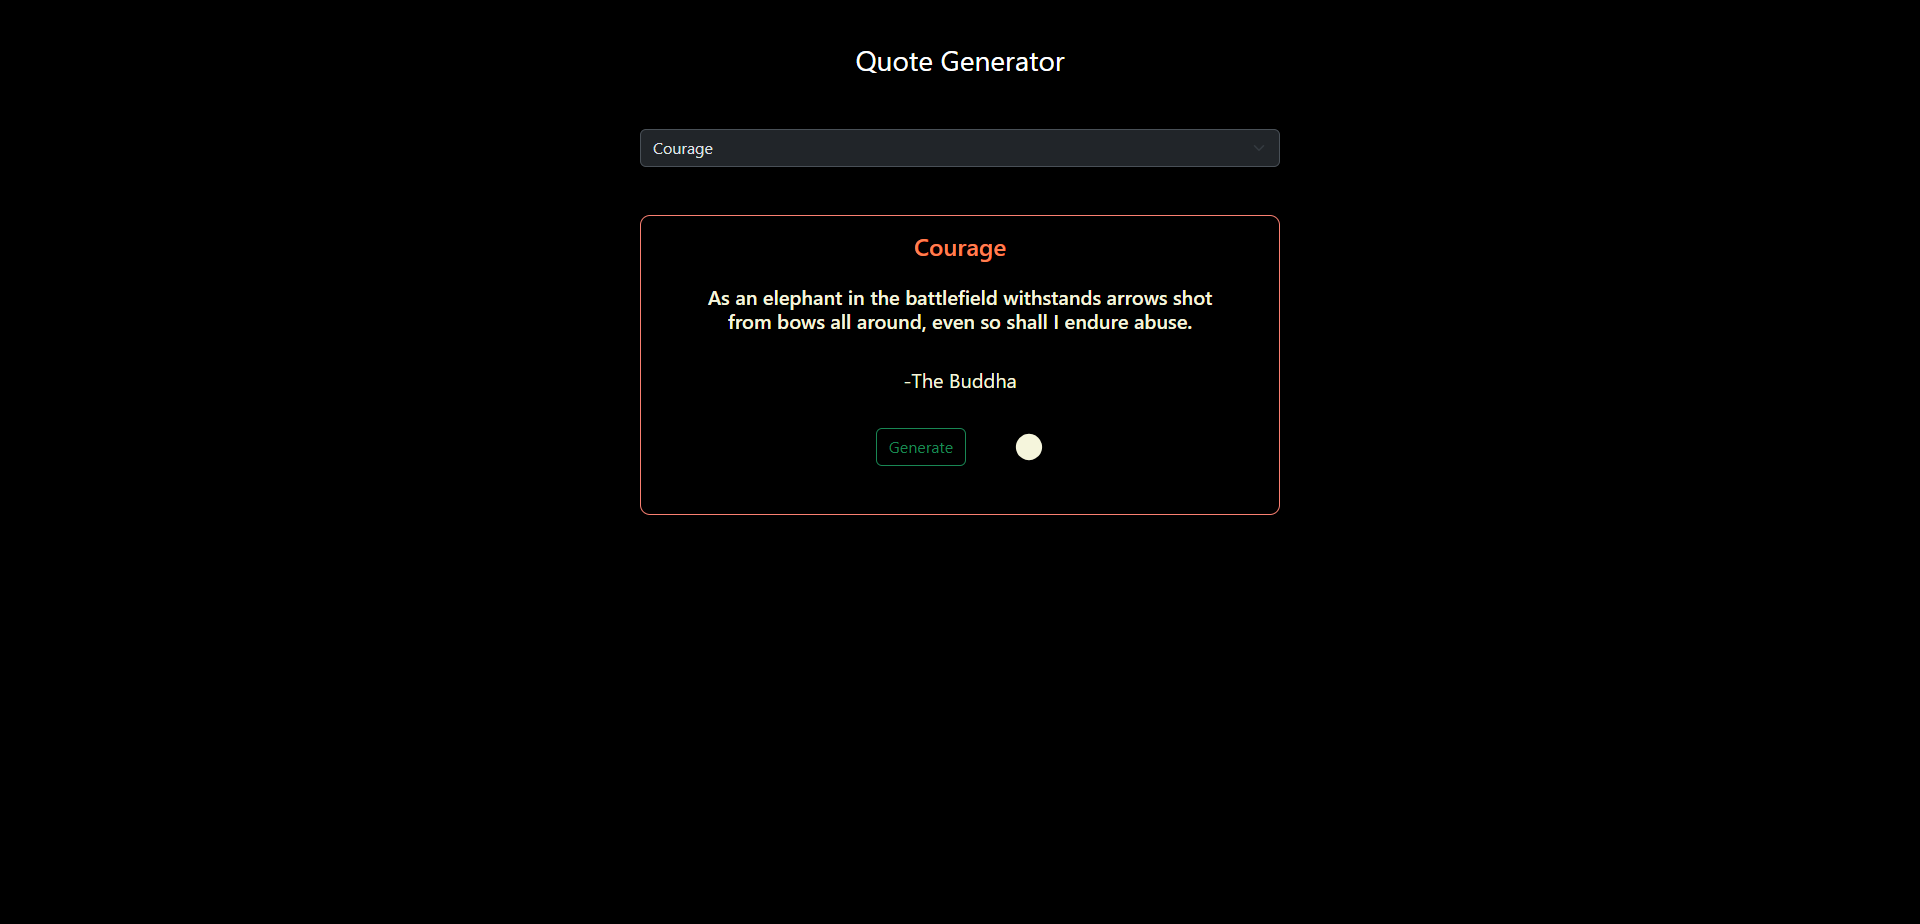 Quote Generator
Courage
Courage
As an elephant in the battlefield withstands arrows shot
from bows all around, even so shall I endure abuse.
-The Buddha
Generate